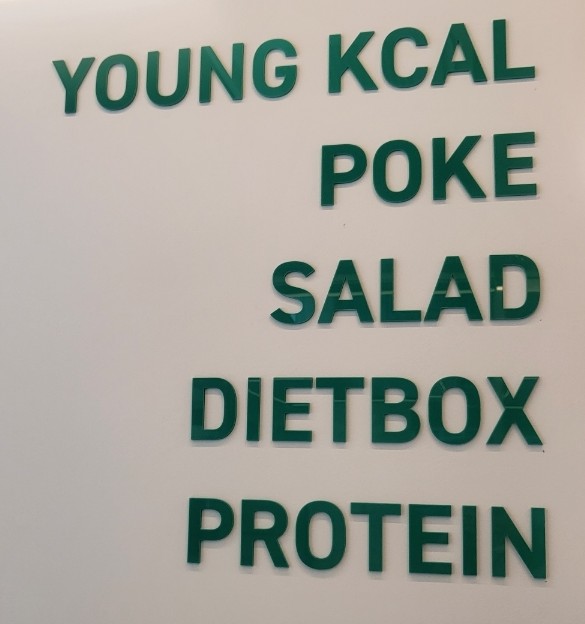 YOUNG KCAL
POKE
SALAD
DIETBOX
PROTEIN